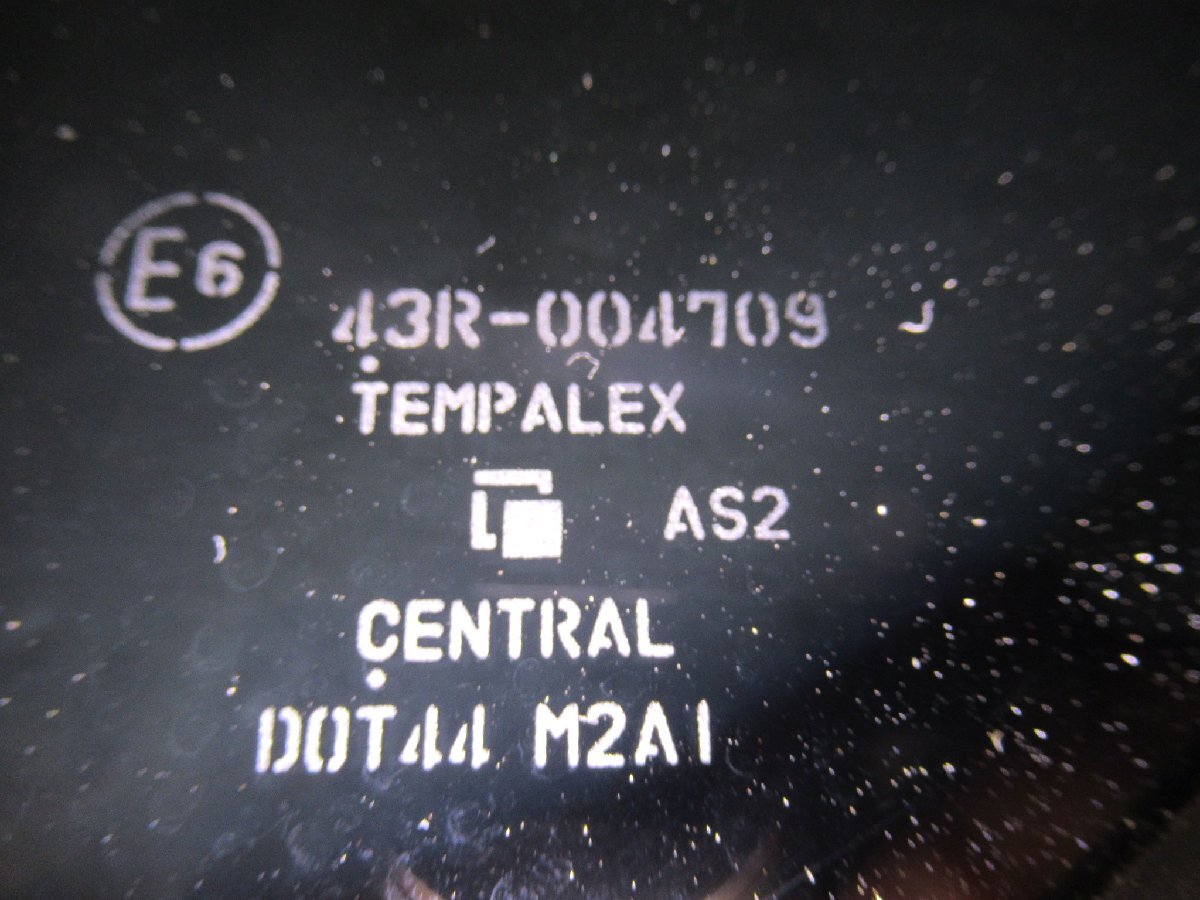 E6
43R-004709
TEMPALEX
AS2
CENTRAL
DOT44 M2A1